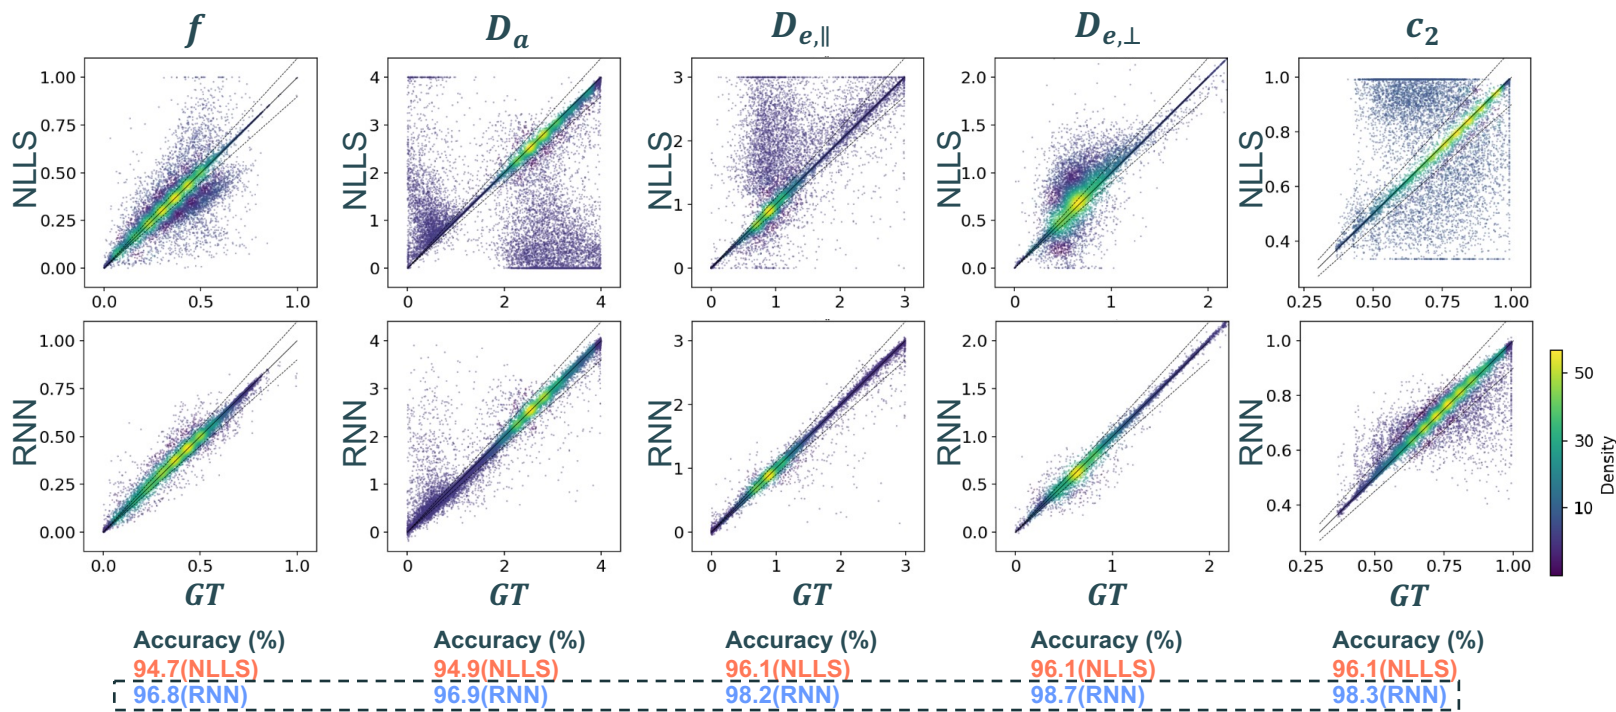 f D_a D_{e,∥} D_{e,⊥} c_2
NLLS 1.00 0.75 0.50 0.25 0.00
0.0 0.5 1.0
NLLS 4 3 2 1 0
0 2 4
NLLS 3 2 1 0
0 1 2 3
NLLS 2.0 1.5 1.0 0.5 0.0
0 1 2
NLLS 1.0 0.8 0.6 0.4
0.25 0.50 0.75 1.00
RNN 1.00 0.75 0.50 0.25 0.00
0.0 0.5 1.0
RNN 4 3 2 1 0
0 2 4
RNN 3 2 1 0
0 1 2 3
RNN 2.0 1.5 1.0 0.5 0.0
0 1 2
RNN 1.0 0.8 0.6 0.4
0.25 0.50 0.75 1.00
50 30 10 Density
GT GT GT GT GT
Accuracy (%) Accuracy (%) Accuracy (%) Accuracy (%) Accuracy (%)
94.7(NLLS) 94.9(NLLS) 96.1(NLLS) 96.1(NLLS) 96.1(NLLS)
96.8(RNN) 96.9(RNN) 98.2(RNN) 98.7(RNN) 98.3(RNN)